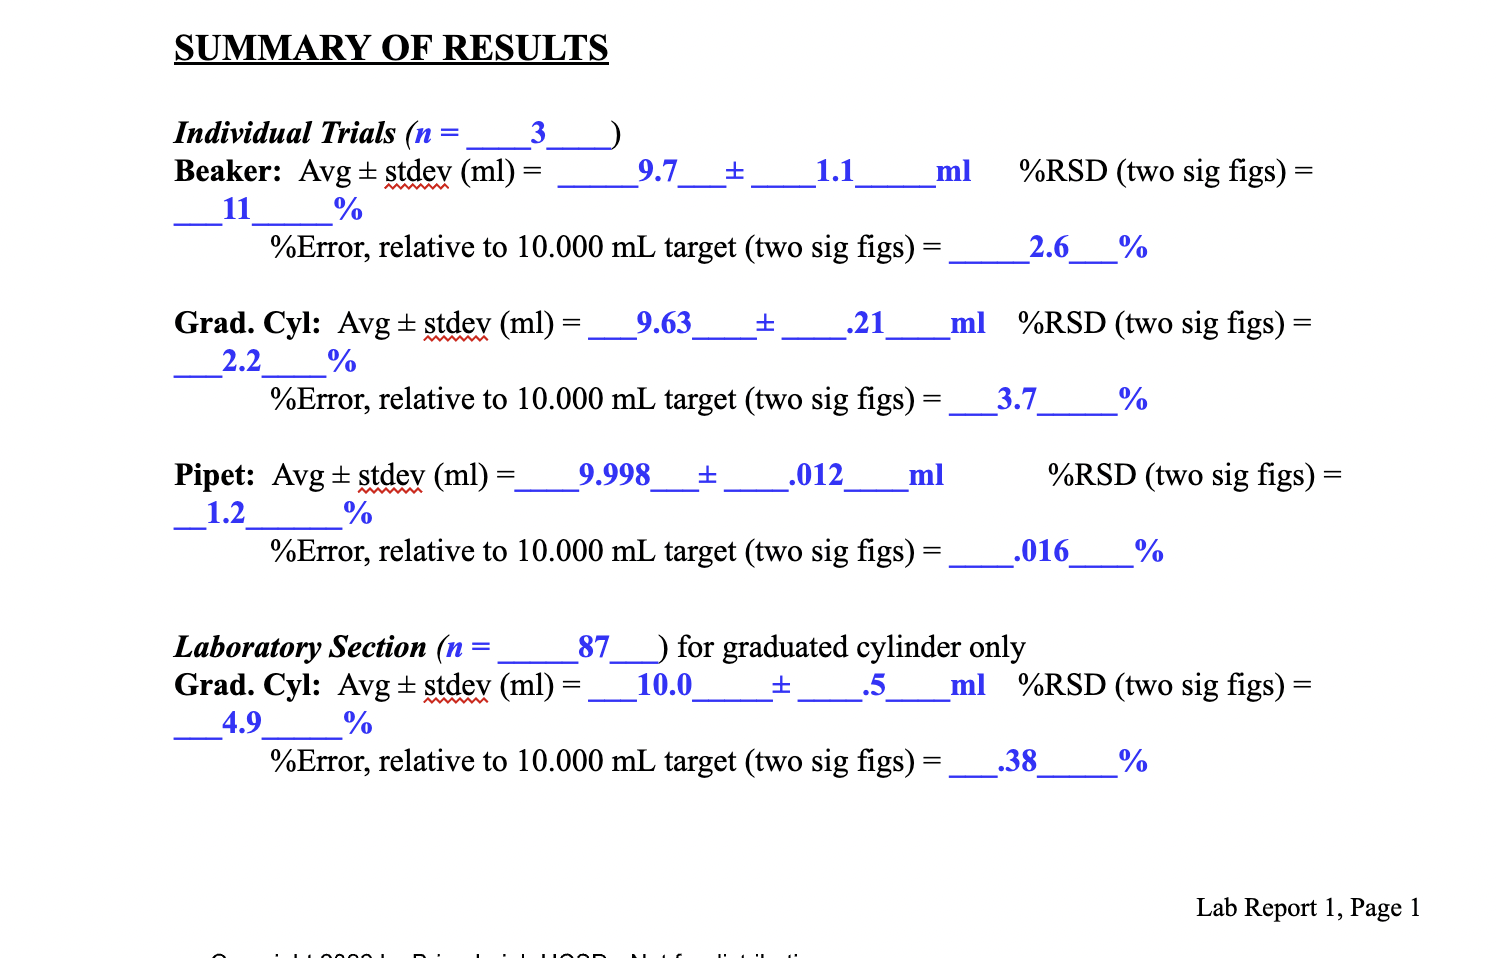 SUMMARY OF RESULTS
Individual Trials (n = ____3____)
Beaker: Avg ± stdev (ml) = _____9.7___± ____1.1_____ml %RSD (two sig figs) =
___11_____%
%Error, relative to 10.000 mL target (two sig figs) = _____2.6___%
Grad. Cyl: Avg ± stdev (ml) = ___9.63____± ____.21____ml %RSD (two sig figs) =
___2.2____%
%Error, relative to 10.000 mL target (two sig figs) = ___3.7_____%
Pipet: Avg ± stdev (ml) =____9.998___± ____.012____ml %RSD (two sig figs) =
__1.2______%
%Error, relative to 10.000 mL target (two sig figs) = ____.016____%
Laboratory Section (n = _____87___) for graduated cylinder only
Grad. Cyl: Avg ± stdev (ml) = ___10.0_____± ____.5____ml %RSD (two sig figs) =
___4.9_____%
%Error, relative to 10.000 mL target (two sig figs) = ___.38_____%
Lab Report 1, Page 1